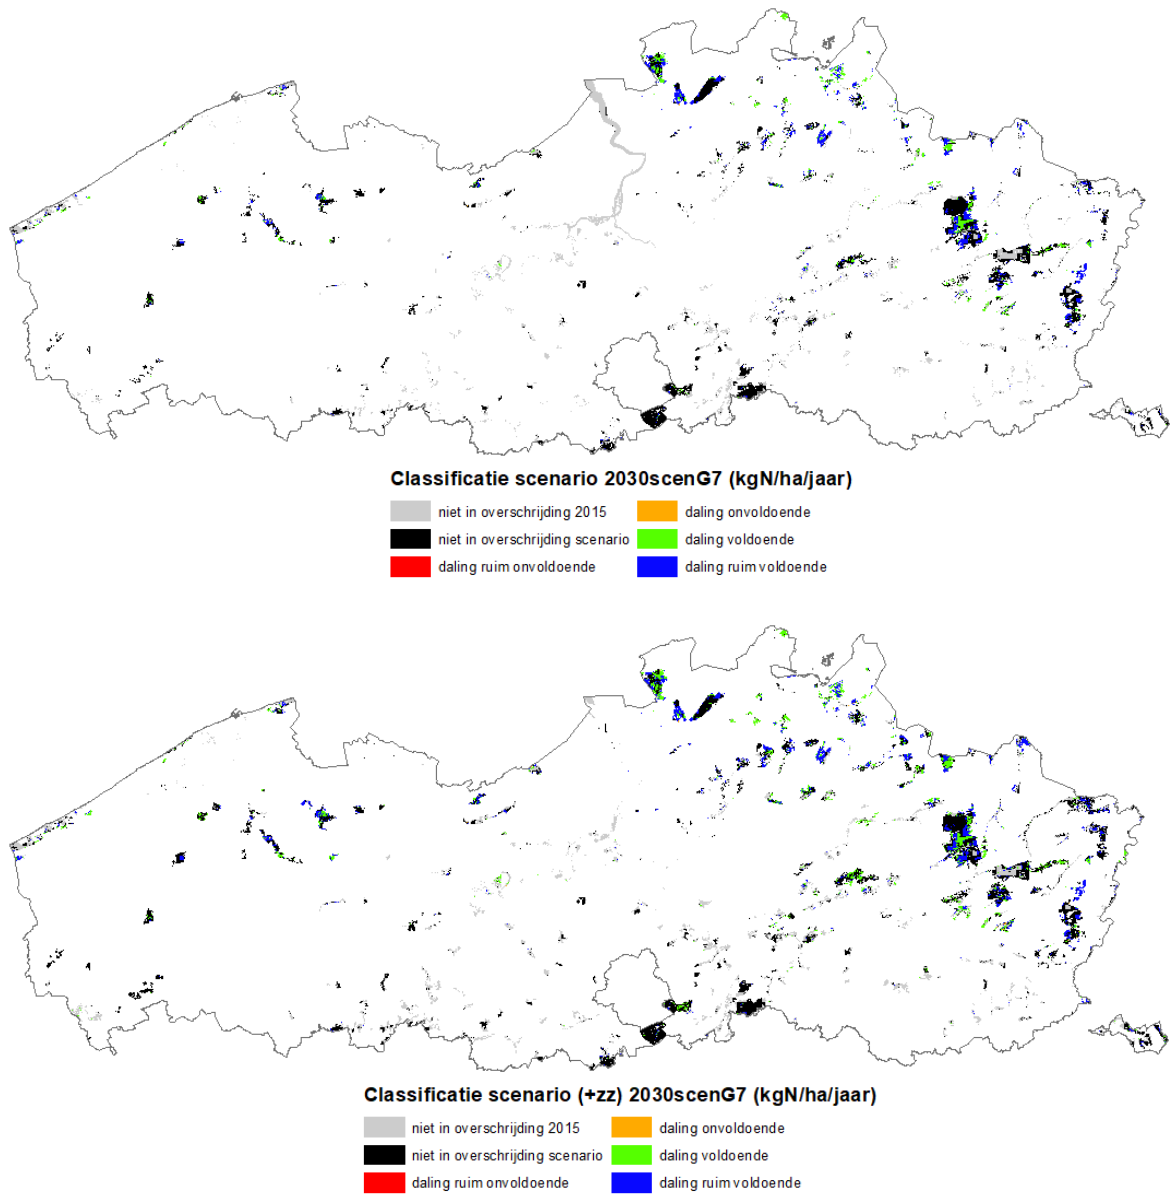 Classificatie scenario 2030scenG7 (kgN/ha/jaar)
niet in overschrijding 2015 daling onvoldoende
niet in overschrijding scenario daling voldoende
daling ruim onvoldoende daling ruim voldoende
Classificatie scenario (+zz) 2030scenG7 (kgN/ha/jaar)
niet in overschrijding 2015 daling onvoldoende
niet in overschrijding scenario daling voldoende
daling ruim onvoldoende daling ruim voldoende